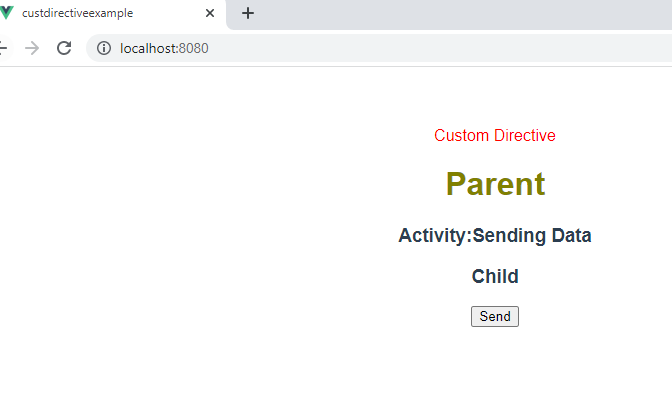 custdirectiveexample
localhost:8080
Custom Directive
Parent
Activity:Sending Data
Child
Send